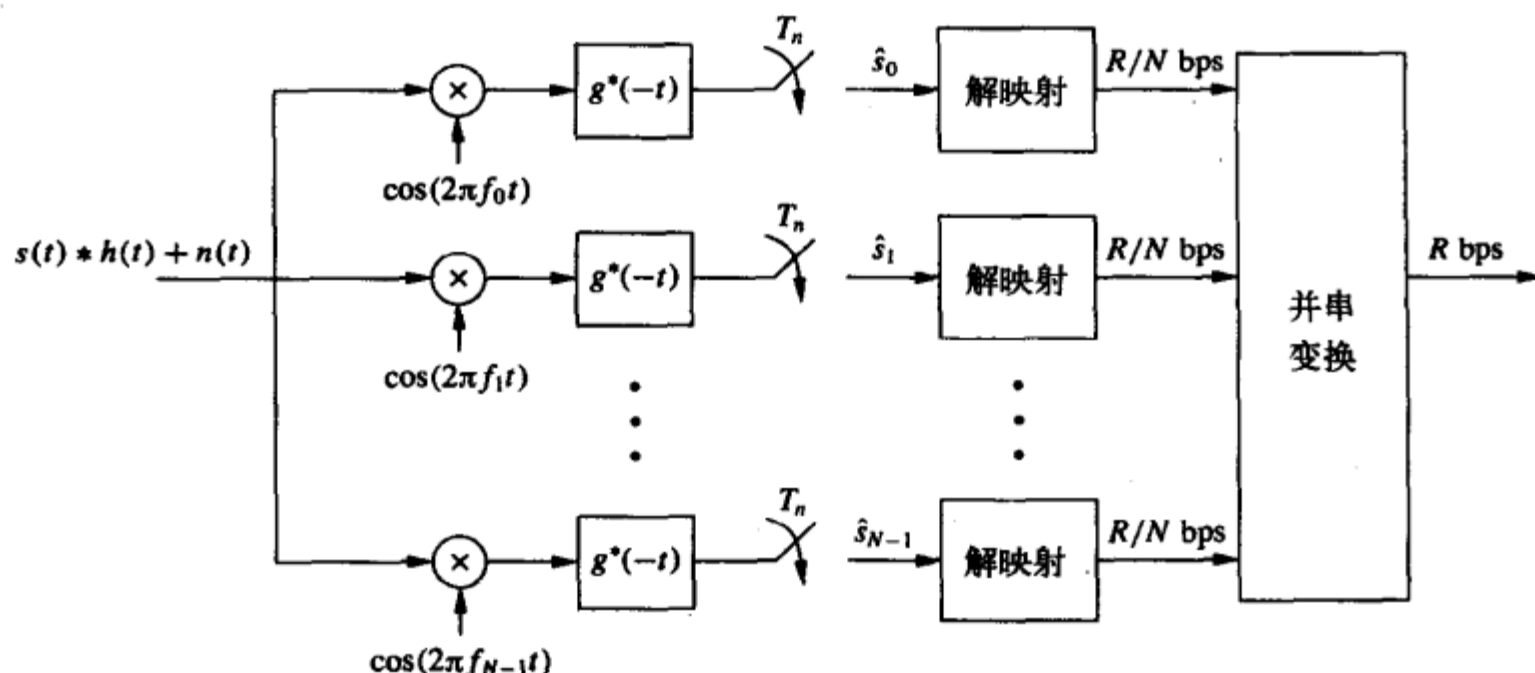 T_n
ŝ_0
R/N bps
g*(−t)
解映射
cos(2πf_0t)
s(t) * h(t) + n(t)
T_n
ŝ_1
R/N bps
R bps
g*(−t)
解映射
并串
变换
cos(2πf_1t)
T_n
ŝ_{N−1}
R/N bps
g*(−t)
解映射
cos(2πf_{N−1}t)